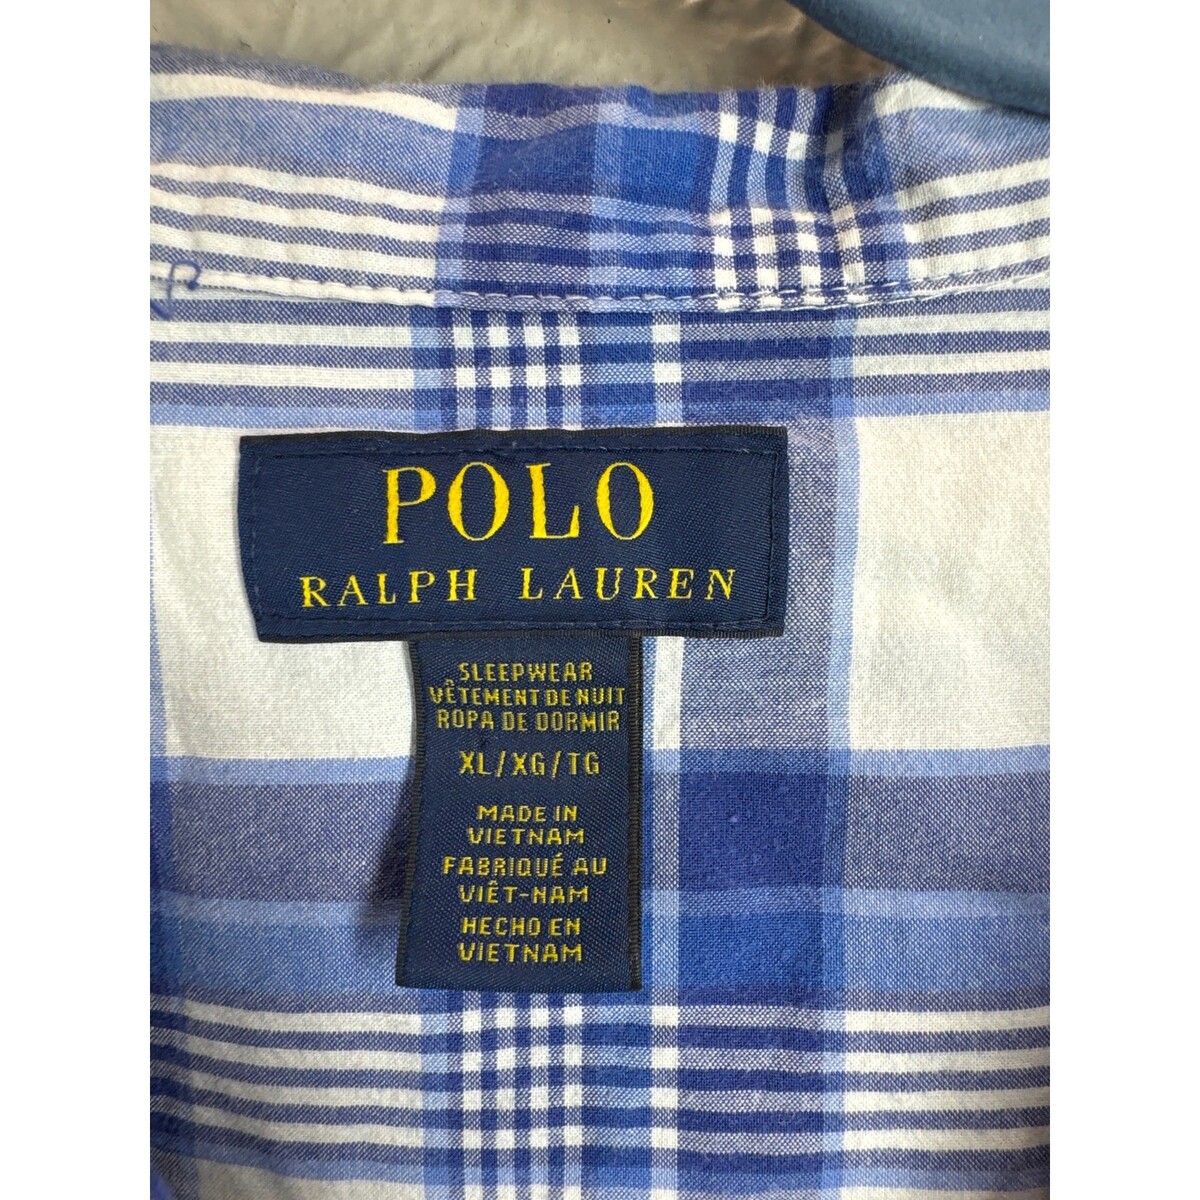 POLO
RALPH LAUREN
SLEEPWEAR
VÊTEMENT DE NUIT
ROPA DE DORMIR
XL/XG/TG
MADE IN
VIETNAM
FABRIQUÉ AU
VIÊT-NAM
HECHO EN
VIETNAM